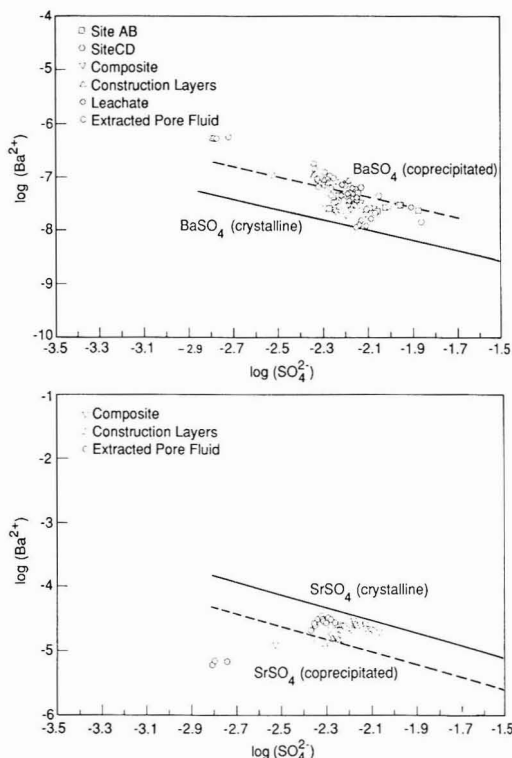 -4
Site AB
SiteCD
Composite
-5
Construction Layers
Leachate
Extracted Pore Fluid
-6
log (Ba2+)
-7
BaSO4 (coprecipitated)
-8
BaSO4 (crystalline)
-9
-10
-3.5 -3.3 -3.1 -2.9 -2.7 -2.5 -2.3 -2.1 -1.9 -1.7 -1.5
log (SO4 2-)
-1
Composite
Construction Layers
Extracted Pore Fluid
-2
-3
log (Ba2+)
-4
SrSO4 (crystalline)
-5
SrSO4 (coprecipitated)
-6
-3.5 -3.3 -3.1 -2.9 -2.7 -2.5 -2.3 -2.1 -1.9 -1.7 -1.5
log (SO4 2-)